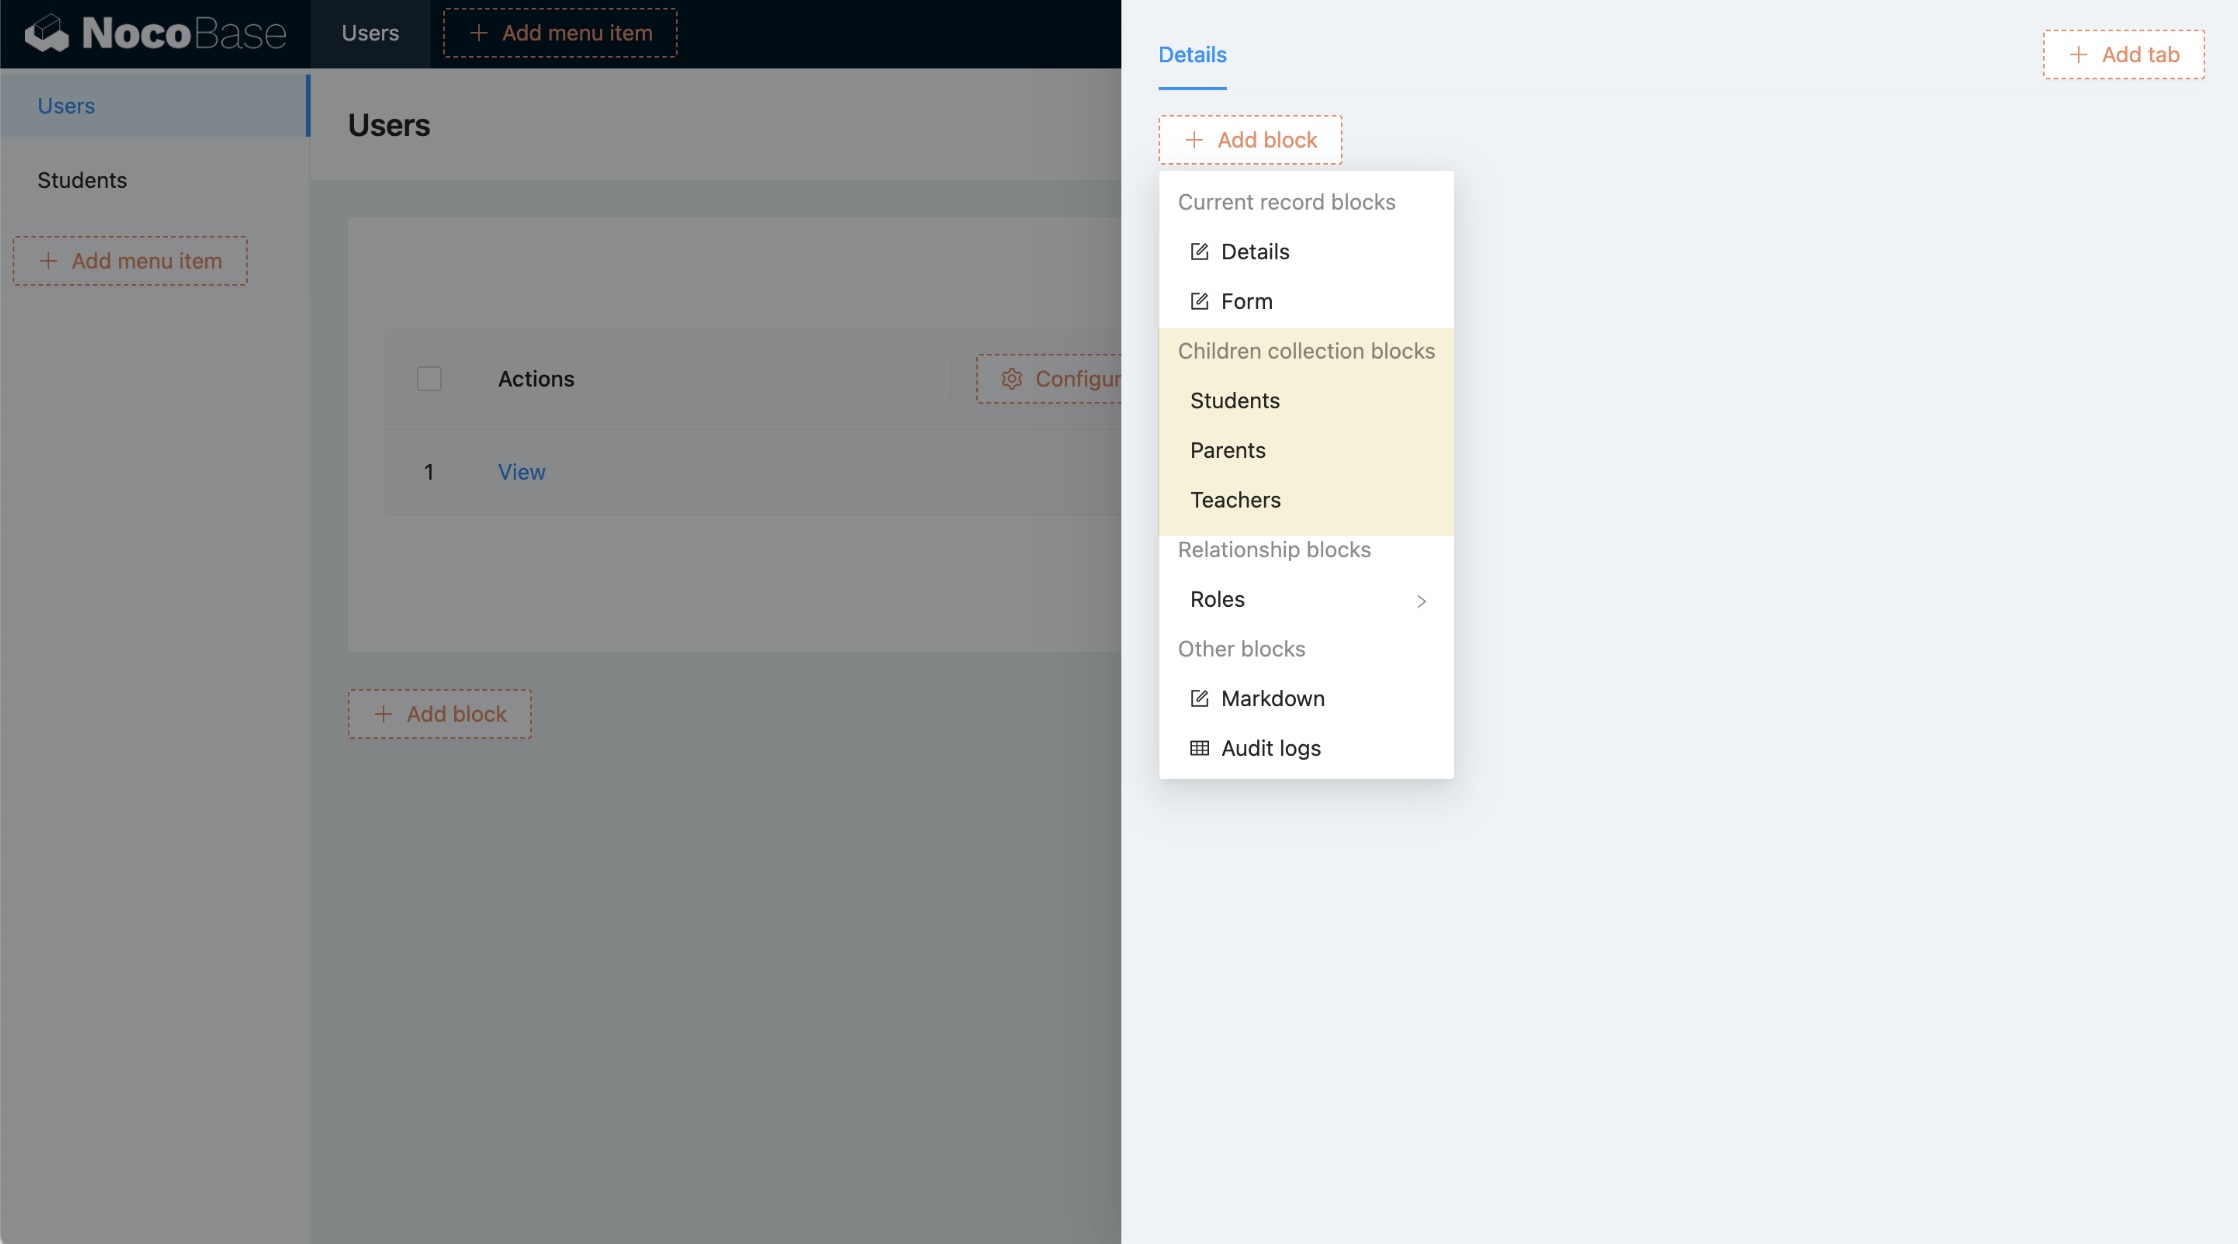 NocoBase
Users
Add menu item
Users
Students
Add menu item
Users
Actions
Configur
1
View
Add block
Details
Add tab
Add block
Current record blocks
Details
Form
Children collection blocks
Students
Parents
Teachers
Relationship blocks
Roles
Other blocks
Markdown
Audit logs